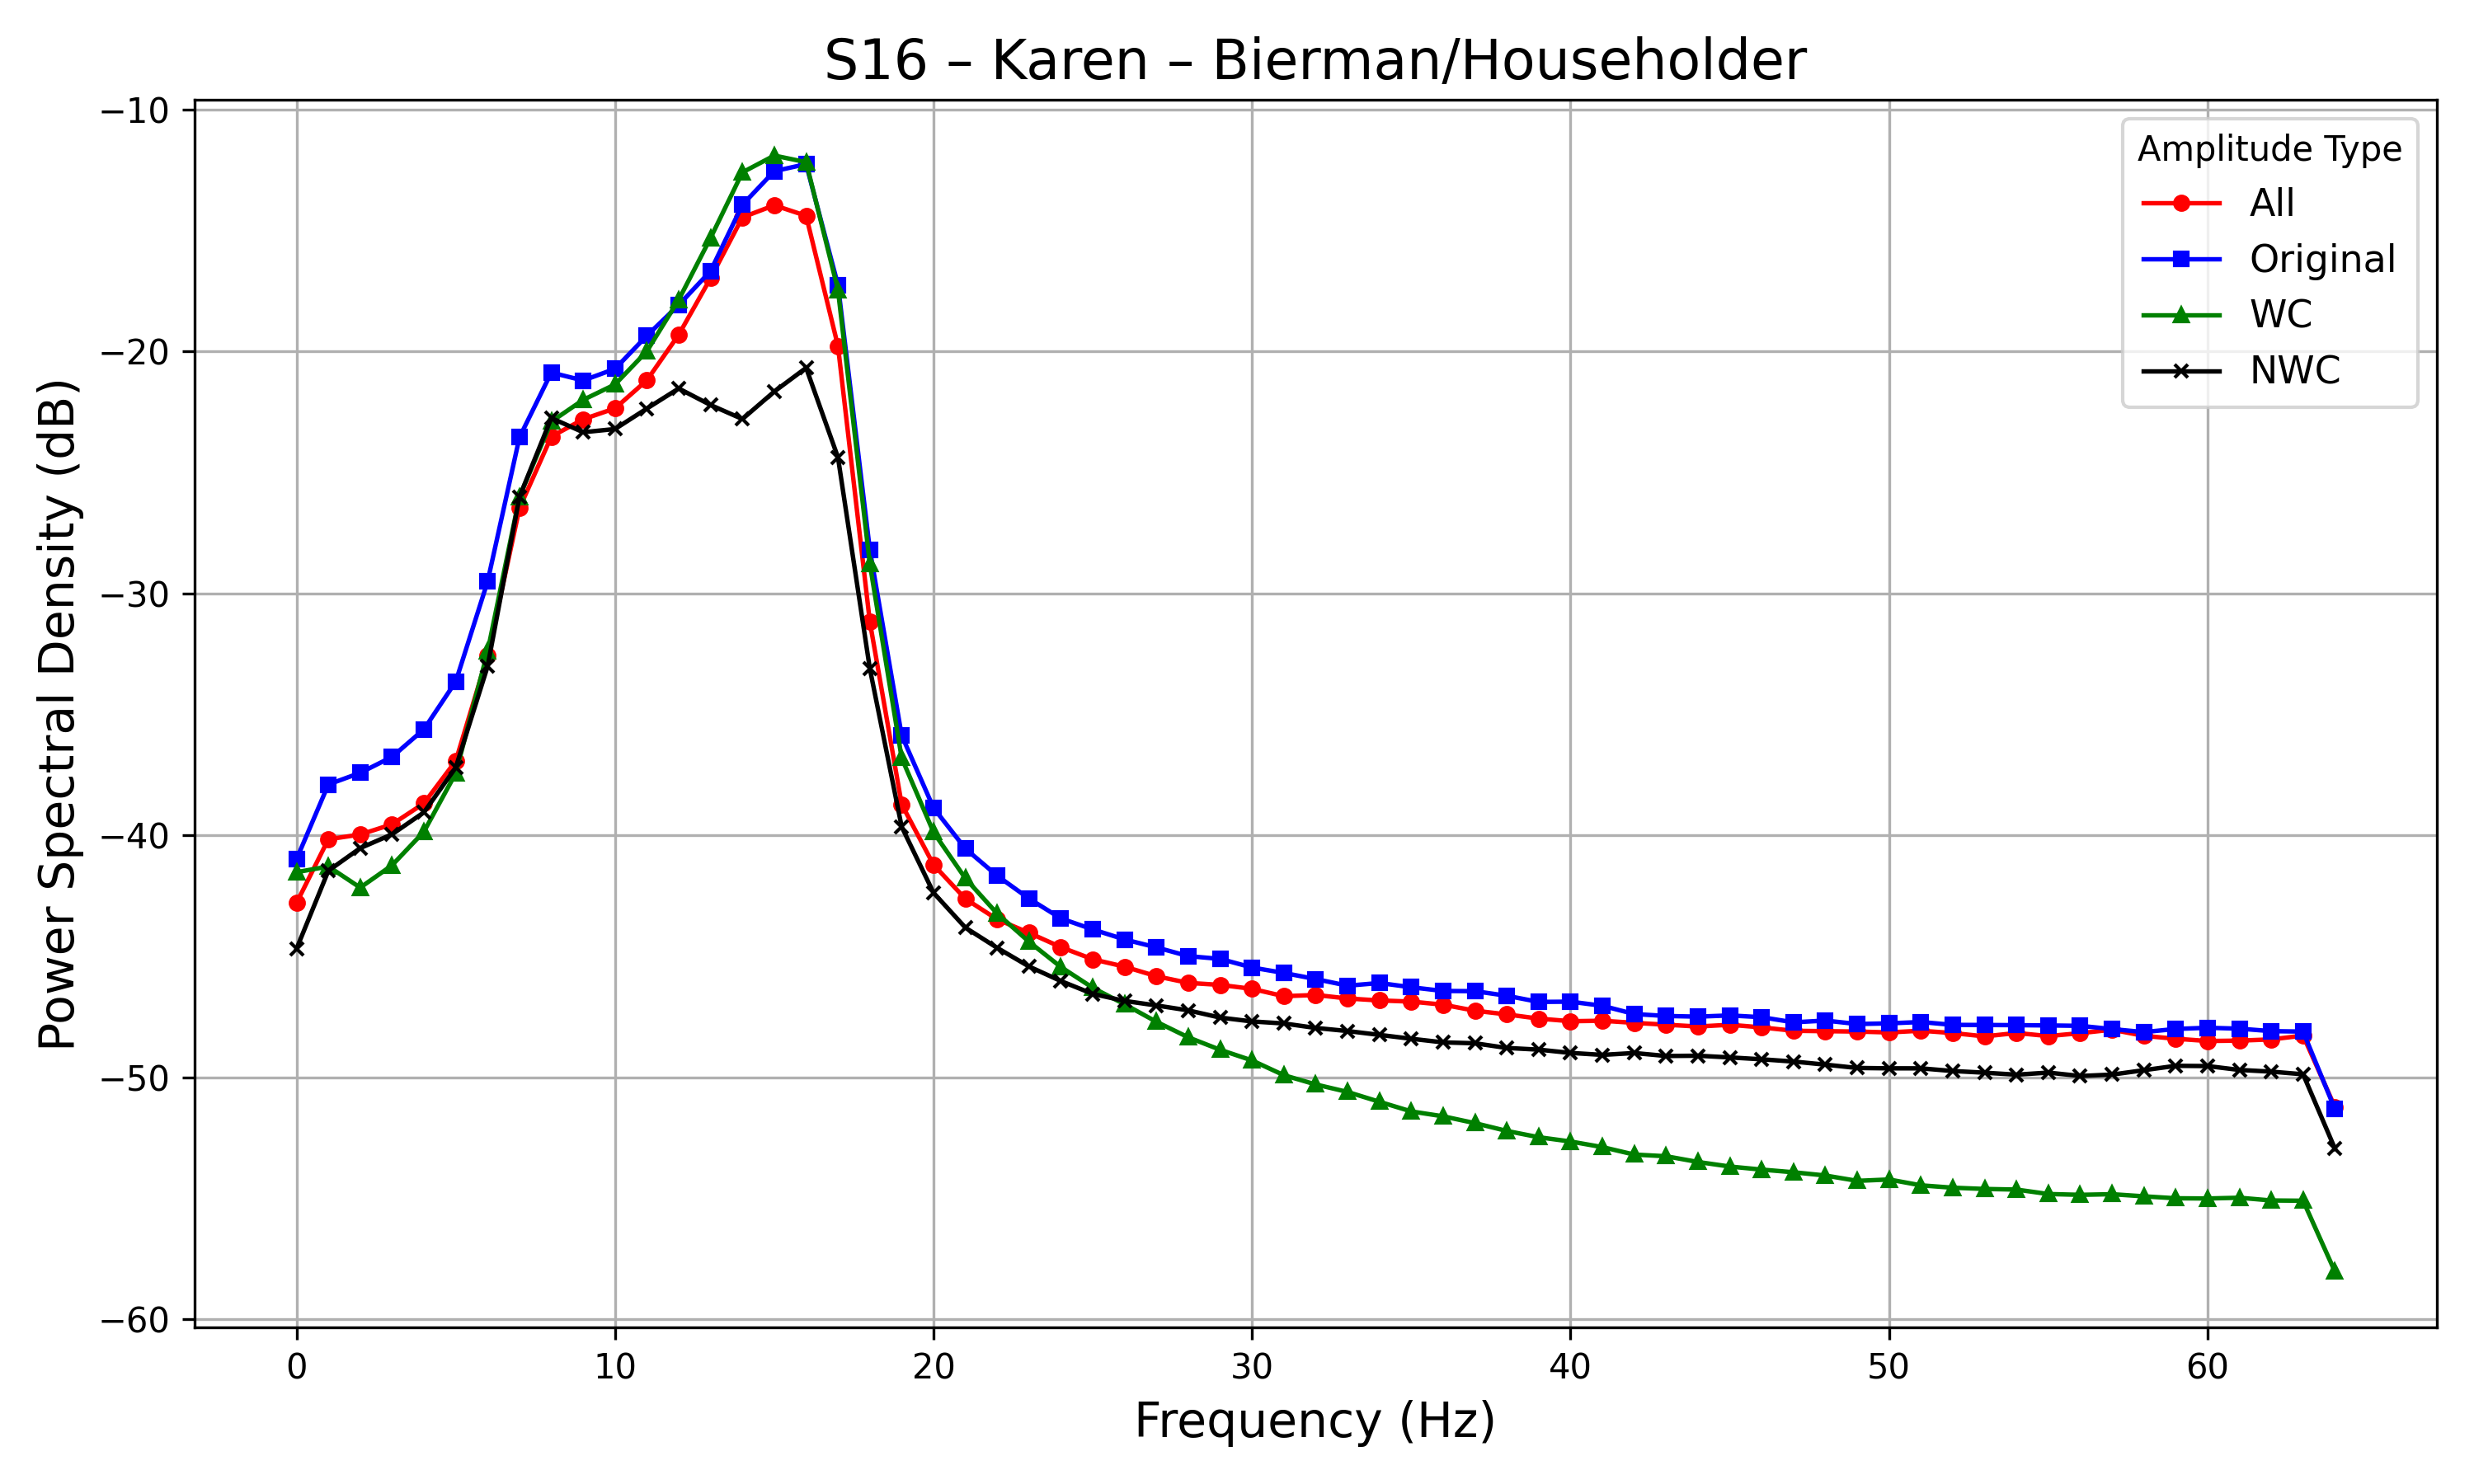 S16 – Karen – Bierman/Householder
Power Spectral Density (dB)
−10
−20
−30
−40
−50
−60
Amplitude Type
All
Original
WC
NWC
0 10 20 30 40 50 60
Frequency (Hz)